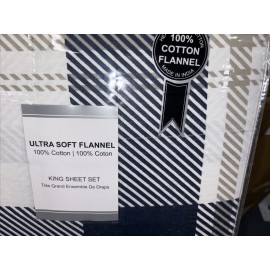 100%
COTTON
FLANNEL
MADE IN INDIA
ULTRA SOFT FLANNEL
100% Cotton | 100% Coton
KING SHEET SET
Très Grand Ensemble De Draps